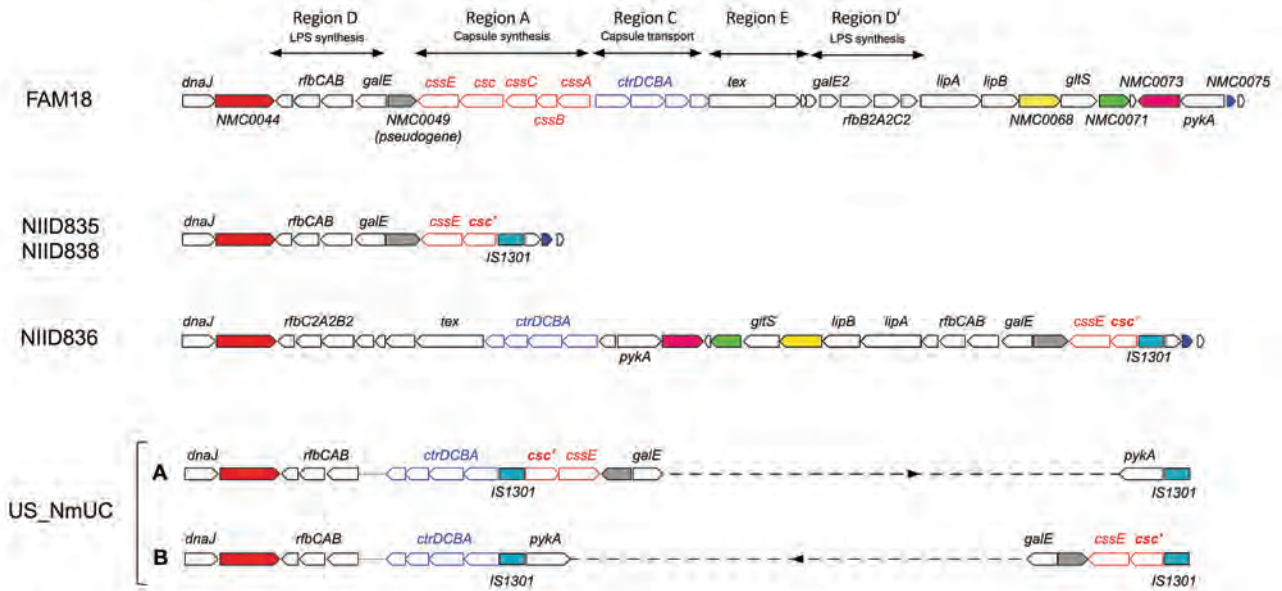 Region D Region A Region C Region E Region D'
LPS synthesis Capsule synthesis Capsule transport LPS synthesis
dnaJ rfbCAB galE cssE csc cssC cssA ctrDCBA tex galE2 lipA lipB gltS NMC0073 NMC0075
FAM18
NMC0044 NMC0049 cssB rfbB2A2C2 NMC0068 NMC0071 pykA
(pseudogene)
dnaJ rfbCAB galE cssE csc'
NIID835
NIID838
IS1301
dnaJ rfbC2A2B2 tex ctrDCBA gltS lipB lipA rfbCAB galE cssE csc'
NIID836
pykA IS1301
dnaJ rfbCAB ctrDCBA csc' cssE galE pykA
A
IS1301 IS1301
US_NmUC
dnaJ rfbCAB ctrDCBA pykA galE cssE csc'
B
IS1301 IS1301